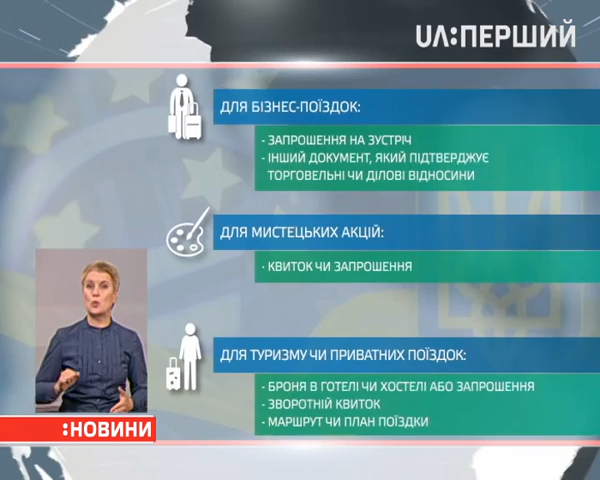 UA:ПЕРШИЙ
ДЛЯ БІЗНЕС-ПОЇЗДОК:
- ЗАПРОШЕННЯ НА ЗУСТРІЧ
- ІНШИЙ ДОКУМЕНТ, ЯКИЙ ПІДТВЕРДЖУЄ
ТОРГОВЕЛЬНІ ЧИ ДІЛОВІ ВІДНОСИНИ
ДЛЯ МИСТЕЦЬКИХ АКЦІЙ:
· КВИТОК ЧИ ЗАПРОШЕННЯ
ДЛЯ ТУРИЗМУ ЧИ ПРИВАТНИХ ПОЇЗДОК:
- БРОНЯ В ГОТЕЛІ ЧИ ХОСТЕЛІ АБО ЗАПРОШЕННЯ
- ЗВОРОТНІЙ КВИТОК
- МАРШРУТ ЧИ ПЛАН ПОЇЗДКИ
:НОВИНИ